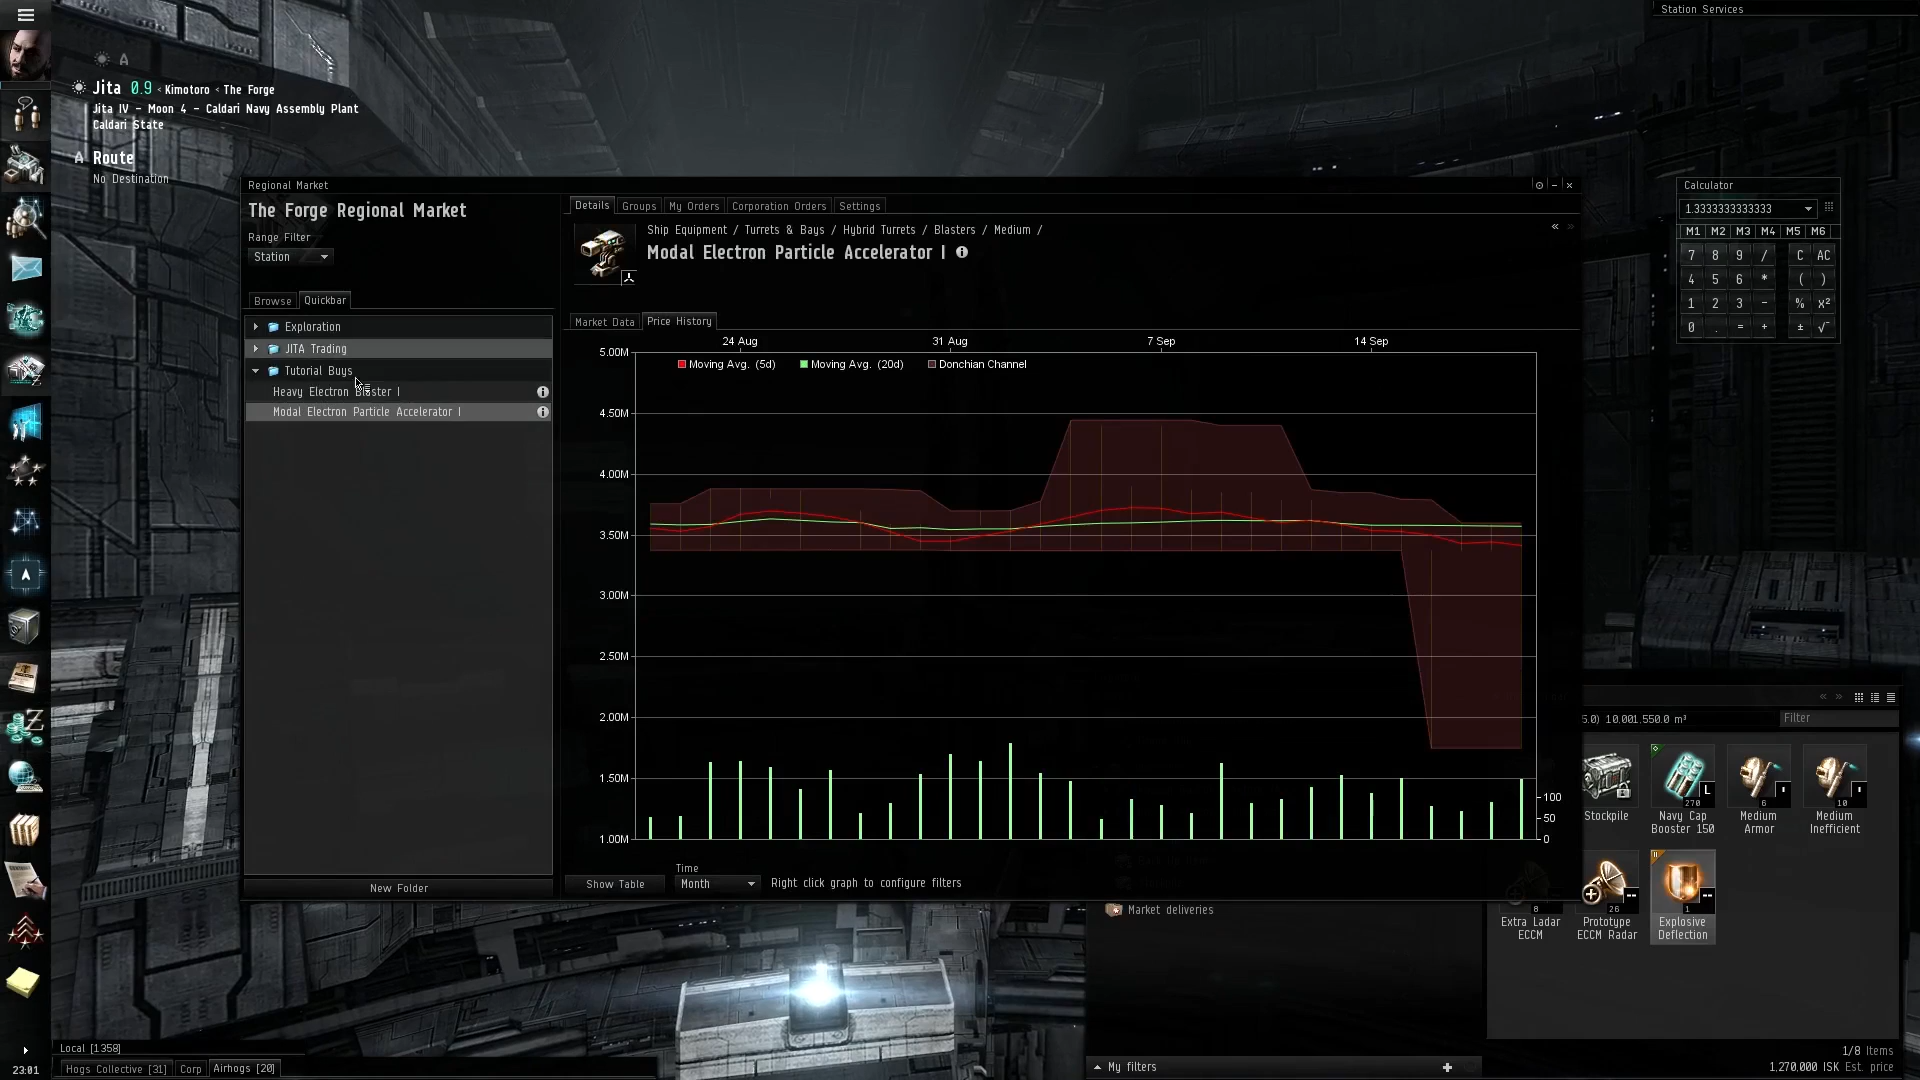 Station Services
A
Jita 0.9 < Kimotoro < The Forge
Jita IV - Moon 4 - Caldari Navy Assembly Plant
Caldari State
A Route
No Destination
Regional Market
The Forge Regional Market
Range Filter
Station
Browse Quickbar
Exploration
JITA Trading
Tutorial Buys
Heavy Electron Blaster I
Modal Electron Particle Accelerator I
New Folder
Details Groups My Orders Corporation Orders Settings
Ship Equipment / Turrets & Bays / Hybrid Turrets / Blasters / Medium /
Modal Electron Particle Accelerator I
Market Data Price History
24 Aug 31 Aug 7 Sep 14 Sep
Moving Avg. (5d) Moving Avg. (20d) Donchian Channel
5.00M
4.50M
4.00M
3.50M
3.00M
2.50M
2.00M
1.50M
1.00M
100
50
0
Time
Show Table Month Right click graph to configure filters
Calculator
1.3333333333333
M1 M2 M3 M4 M5 M6
7 8 9 / C AC
4 5 6 * ( )
1 2 3 - % x²
0 . = + ± √
5.0) 10,001,550.0 m³ Filter
270 L 6 10
Stockpile
Navy Cap
Booster 150
Medium
Armor
Medium
Inefficient
8 26 1
Extra Ladar
ECCM
Prototype
ECCM Radar
Explosive
Deflection
Market deliveries
My filters +
1/8 Items
1,270,000 ISK Est. price
Local [1358]
Hogs Collective [31] Corp Airhogs [20]
23:01